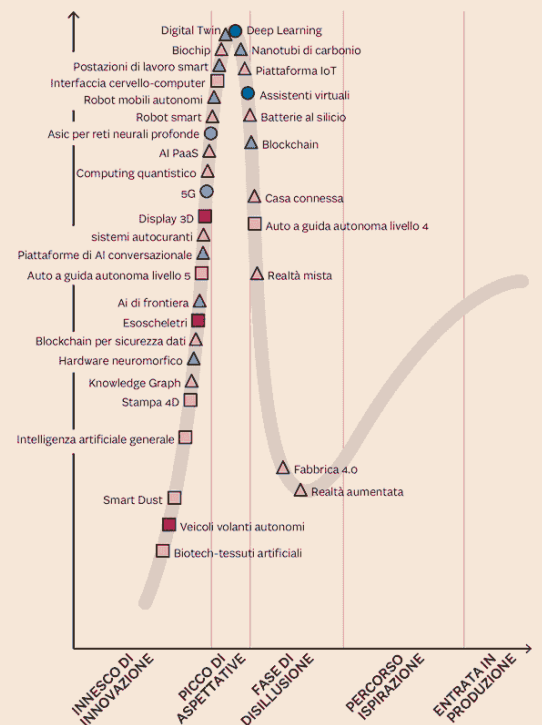 Digital Twin
Deep Learning
Biochip
Nanotubi di carbonio
Postazioni di lavoro smart
Piattaforma IoT
Interfaccia cervello-computer
Assistenti virtuali
Robot mobili autonomi
Robot smart
Batterie al silicio
Asic per reti neurali profonde
Blockchain
AI PaaS
Computing quantistico
5G
Casa connessa
Display 3D
Auto a guida autonoma livello 4
sistemi autocuranti
Piattaforme di AI conversazionale
Auto a guida autonoma livello 5
Realtà mista
Ai di frontiera
Esoscheletri
Blockchain per sicurezza dati
Hardware neuromorfico
Knowledge Graph
Stampa 4D
Intelligenza artificiale generale
Fabbrica 4.0
Realtà aumentata
Smart Dust
Veicoli volanti autonomi
Biotech-tessuti artificiali
INNESCO DI
INNOVAZIONE
PICCO DI
ASPETTATIVE
FASE DI
DISILLUSIONE
PERCORSO
ISPIRAZIONE
ENTRATA IN
PRODUZIONE